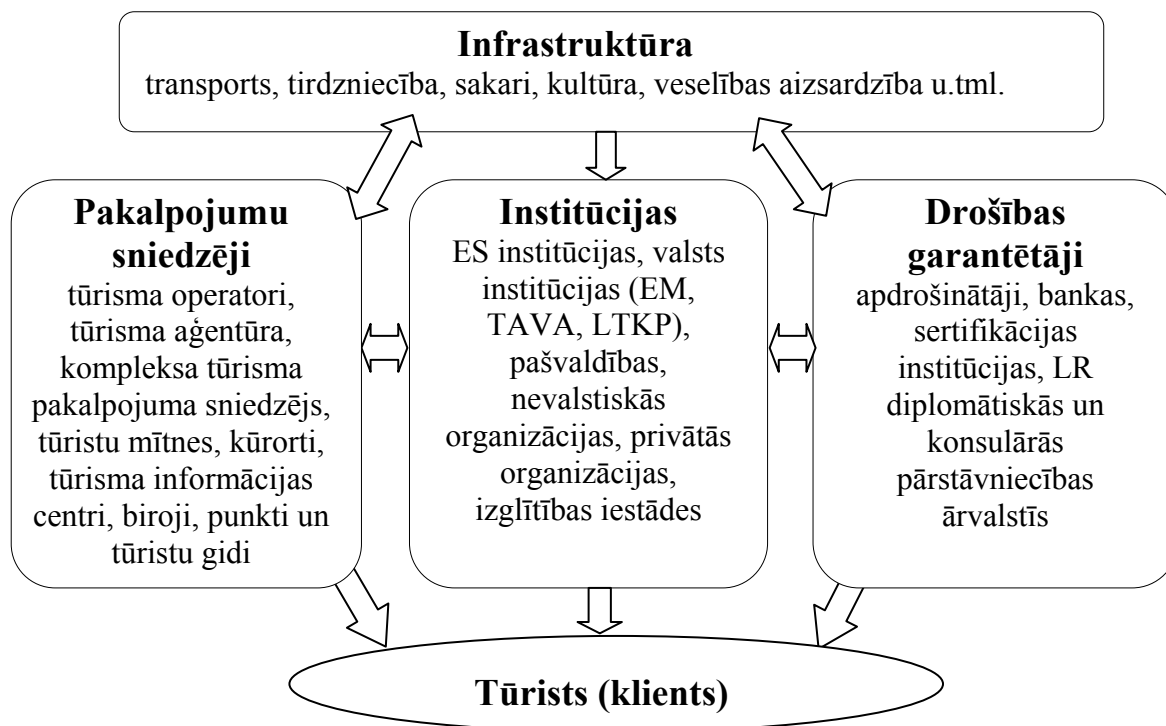 Infrastruktūra
transports, tirdzniecība, sakari, kultūra, veselības aizsardzība u.tml.
Pakalpojumu
sniedzēji
tūrisma operatori,
tūrisma aģentūra,
kompleksa tūrisma
pakalpojuma sniedzējs,
tūristu mītnes, kūrorti,
tūrisma informācijas
centri, biroji, punkti un
tūristu gidi
Institūcijas
ES institūcijas, valsts
institūcijas (EM,
TAVA, LTKP),
pašvaldības,
nevalstiskās
organizācijas, privātās
organizācijas,
izglītības iestādes
Drošības
garantētāji
apdrošinātāji, bankas,
sertifikācijas
institūcijas, LR
diplomātiskās un
konsulārās
pārstāvniecības
ārvalstīs
Tūrists (klients)